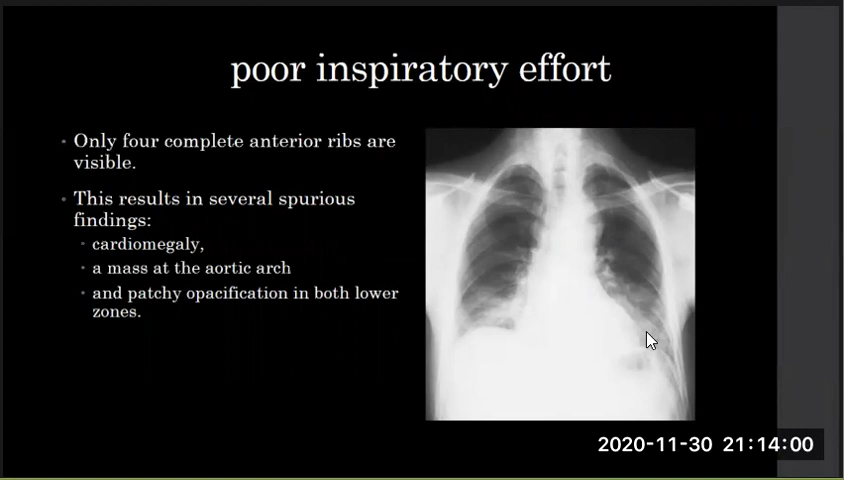 poor inspiratory effort
• Only four complete anterior ribs are
visible.
• This results in several spurious
findings:
• cardiomegaly,
• a mass at the aortic arch
• and patchy opacification in both lower
zones.
2020-11-30 21:14:00